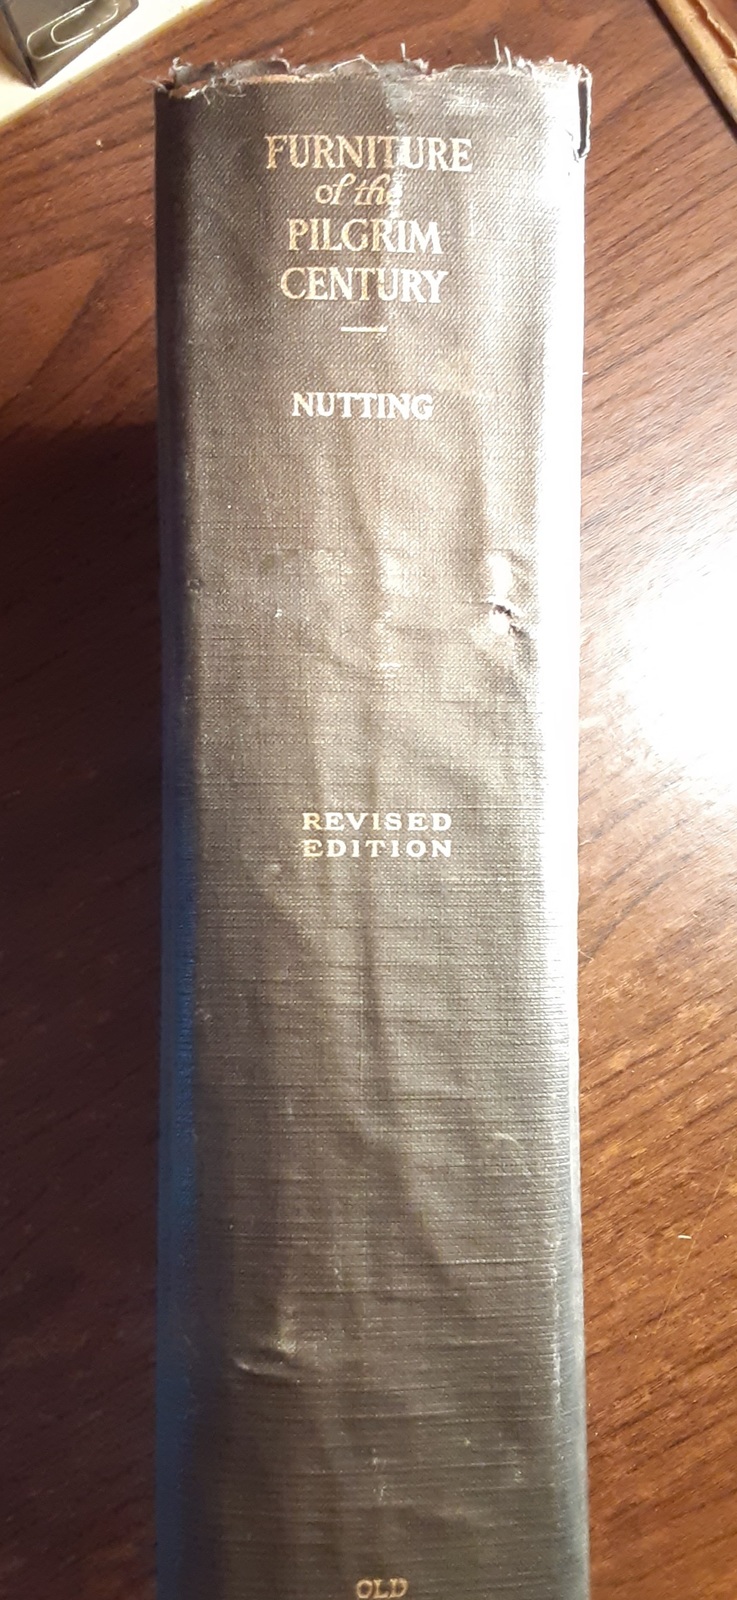 FURNITURE
of the
PILGRIM
CENTURY
NUTTING
REVISED
EDITION
OLD